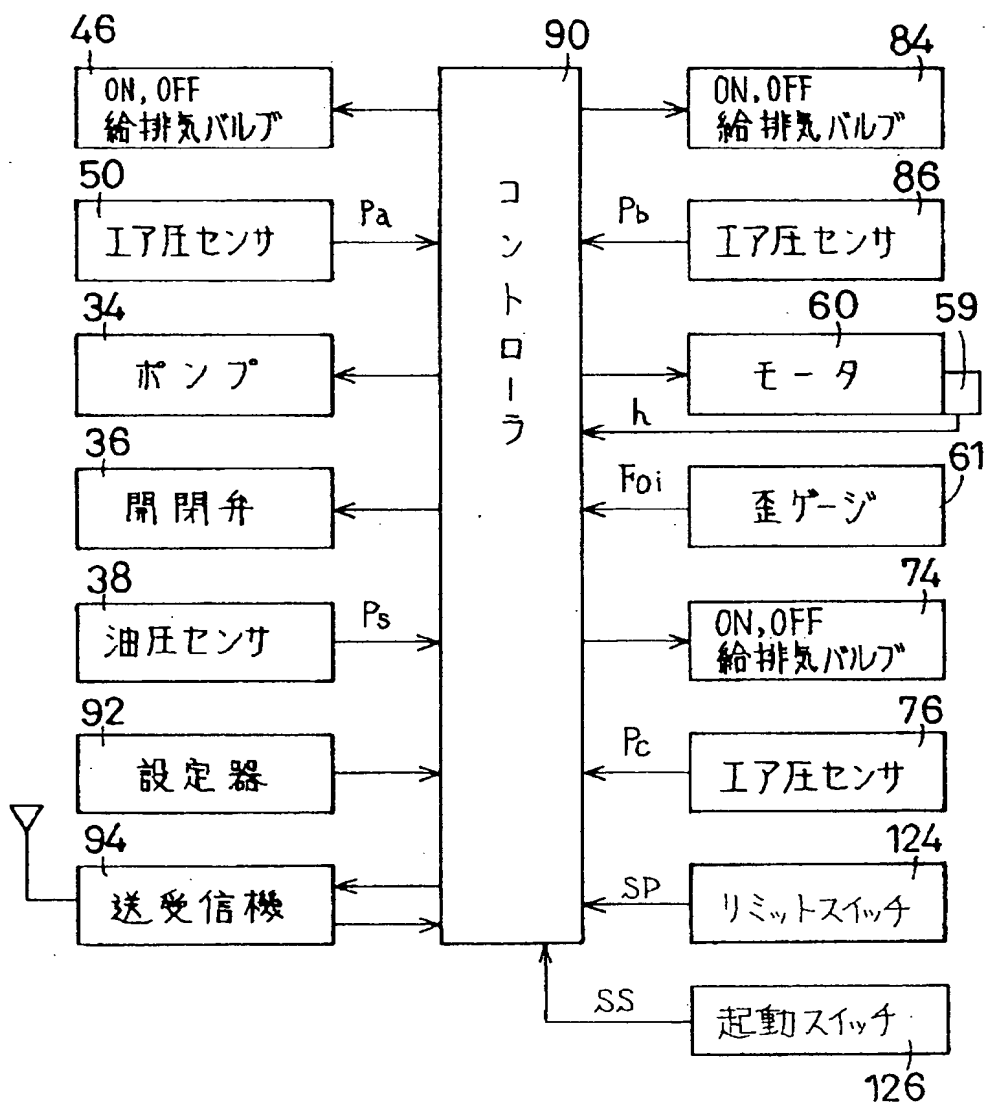 46
ON, OFF
給排気バルブ
50
エア圧センサ
Pa
34
ポンプ
36
開閉弁
38
油圧センサ
Ps
92
設定器
94
送受信機
90
コントローラ
84
ON, OFF
給排気バルブ
86
エア圧センサ
Pb
60
モータ
59
h
61
歪ゲージ
Foi
74
ON, OFF
給排気バルブ
76
エア圧センサ
Pc
124
リミットスイッチ
SP
起動スイッチ
SS
126